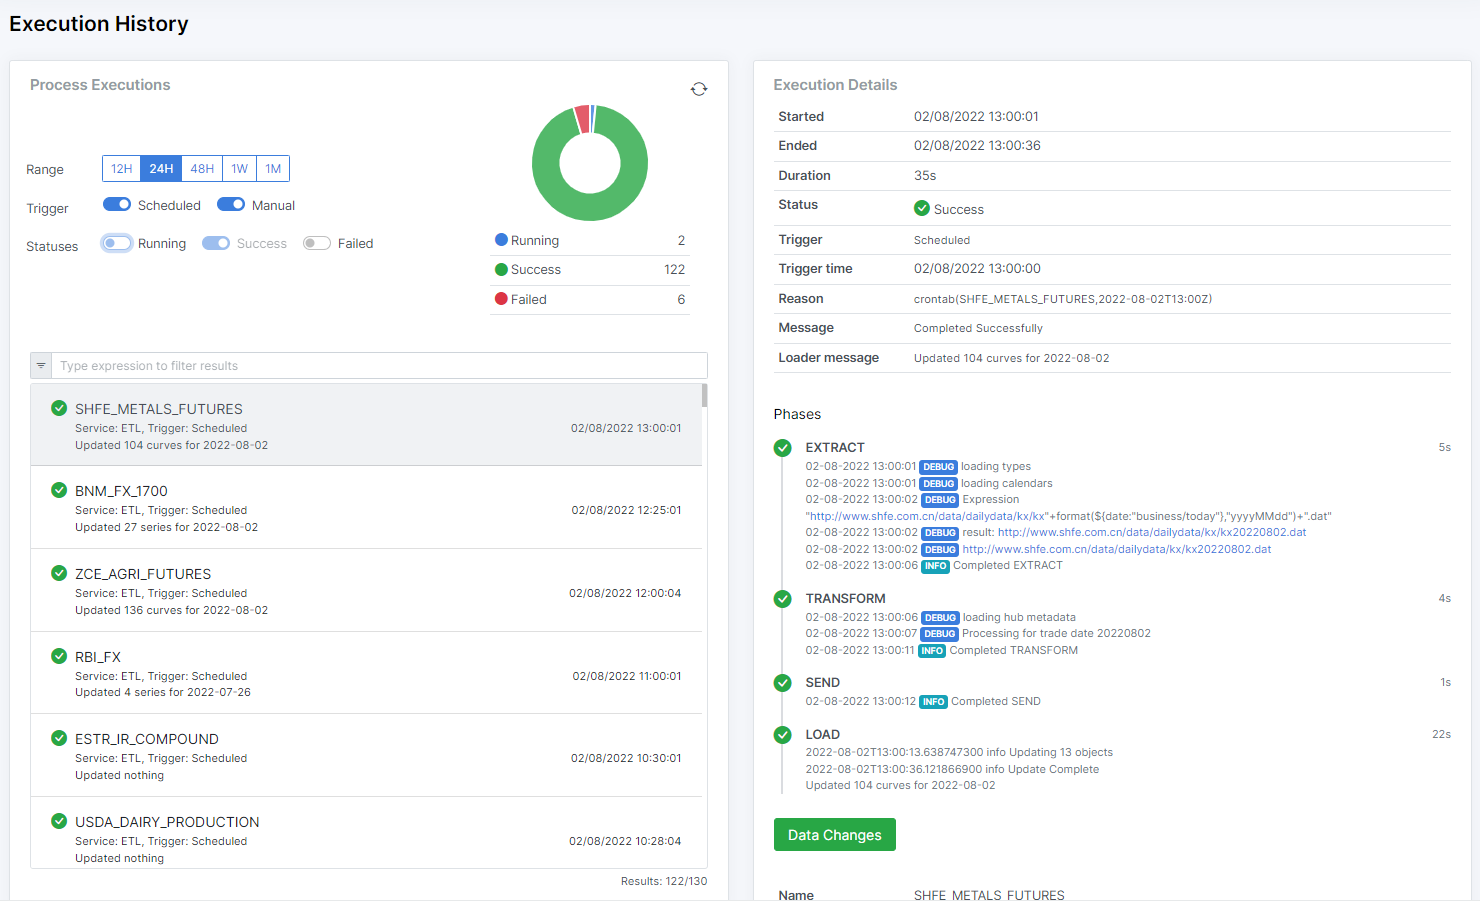 Execution History
Process Executions
Range
12H 24H 48H 1W 1M
Trigger
Scheduled Manual
Statuses
Running Success Failed
Running 2
Success 122
Failed 6
Type expression to filter results
SHFE_METALS_FUTURES
Service: ETL, Trigger: Scheduled
02/08/2022 13:00:01
Updated 104 curves for 2022-08-02
BNM_FX_1700
Service: ETL, Trigger: Scheduled
02/08/2022 12:25:01
Updated 27 series for 2022-08-02
ZCE_AGRI_FUTURES
Service: ETL, Trigger: Scheduled
02/08/2022 12:00:04
Updated 136 curves for 2022-08-02
RBI_FX
Service: ETL, Trigger: Scheduled
02/08/2022 11:00:01
Updated 4 series for 2022-07-26
ESTR_IR_COMPOUND
Service: ETL, Trigger: Scheduled
02/08/2022 10:30:01
Updated nothing
USDA_DAIRY_PRODUCTION
Service: ETL, Trigger: Scheduled
02/08/2022 10:28:04
Updated nothing
Results: 122/130
Execution Details
Started 02/08/2022 13:00:01
Ended 02/08/2022 13:00:36
Duration 35s
Status Success
Trigger Scheduled
Trigger time 02/08/2022 13:00:00
Reason crontab(SHFE_METALS_FUTURES,2022-08-02T13:00Z)
Message Completed Successfully
Loader message Updated 104 curves for 2022-08-02
Phases
EXTRACT 5s
02-08-2022 13:00:01 DEBUG loading types
02-08-2022 13:00:01 DEBUG loading calendars
02-08-2022 13:00:02 DEBUG Expression
"http://www.shfe.com.cn/data/dailydata/kx/kx"+format(${date:"business/today"},"yyyyMMdd")+".dat"
02-08-2022 13:00:02 DEBUG result: http://www.shfe.com.cn/data/dailydata/kx/kx20220802.dat
02-08-2022 13:00:02 DEBUG http://www.shfe.com.cn/data/dailydata/kx/kx20220802.dat
02-08-2022 13:00:06 INFO Completed EXTRACT
TRANSFORM 4s
02-08-2022 13:00:06 DEBUG loading hub metadata
02-08-2022 13:00:07 DEBUG Processing for trade date 20220802
02-08-2022 13:00:11 INFO Completed TRANSFORM
SEND 1s
02-08-2022 13:00:12 INFO Completed SEND
LOAD 22s
2022-08-02T13:00:13.638747300 info Updating 13 objects
2022-08-02T13:00:36.121866900 info Update Complete
Updated 104 curves for 2022-08-02
Data Changes
Name SHFE_METALS_FUTURES